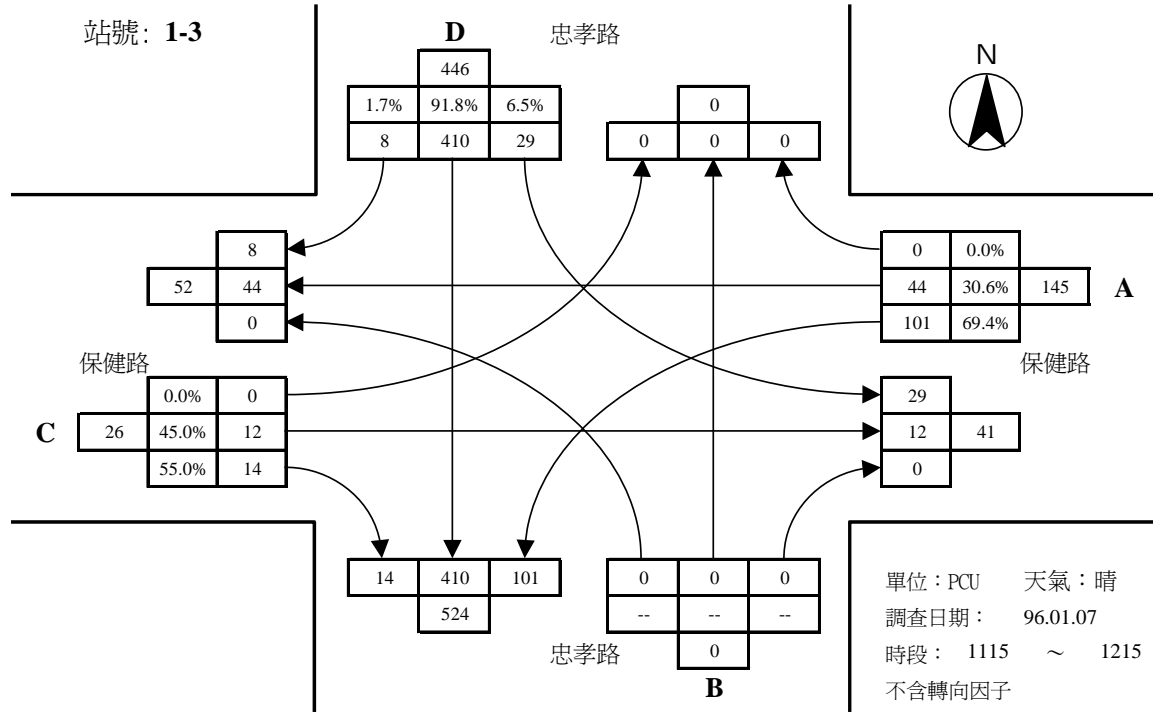 站號: 1-3
D
忠孝路
N
446
1.7% 91.8% 6.5%
8 410 29
0
0 0 0
8
52 44
0
0 0.0%
44 30.6% 145
101 69.4%
A
保健路
保健路
0.0% 0
C 26 45.0% 12
55.0% 14
29
12 41
0
14 410 101
524
0 0 0
-- -- --
0
忠孝路
B
單位：PCU 天氣：晴
調查日期： 96.01.07
時段： 1115 ～ 1215
不含轉向因子